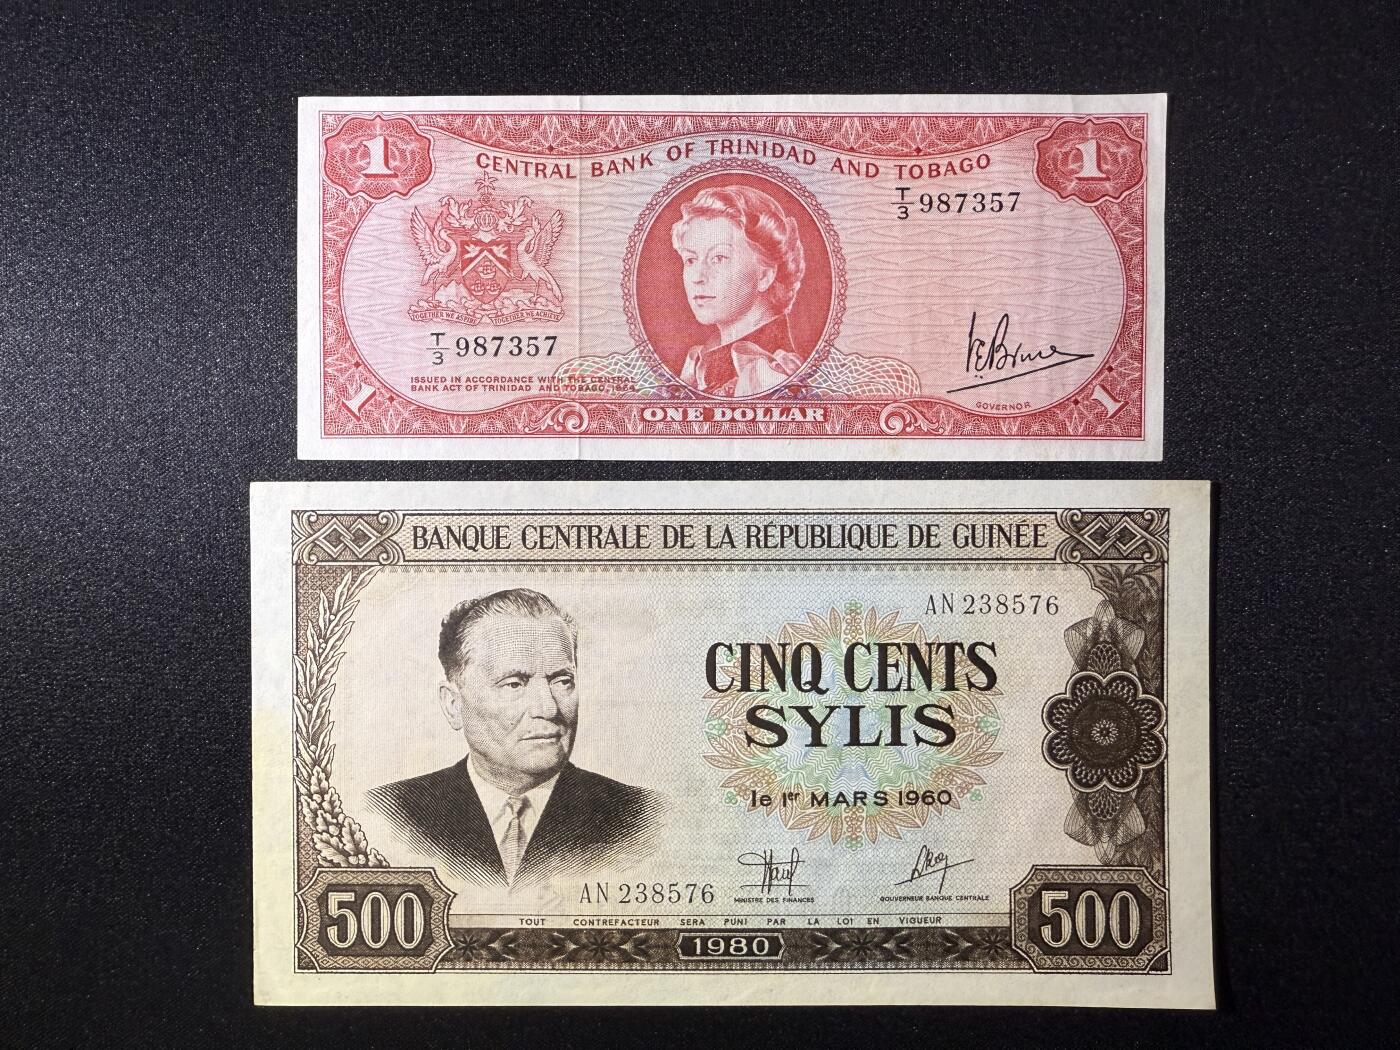 1 1
CENTRAL BANK OF TRINIDAD AND TOBAGO
T/3 987357
TOGETHER WE ASPIRE TOGETHER WE ACHIEVE
T/3 987357
ISSUED IN ACCORDANCE WITH THE CENTRAL
BANK ACT OF TRINIDAD AND TOBAGO, 1964
GOVERNOR
1 ONE DOLLAR 1
BANQUE CENTRALE DE LA RÉPUBLIQUE DE GUINÉE
AN 238576
CINQ CENTS
SYLIS
le 1er MARS 1960
AN 238576
MINISTRE DES FINANCES GOUVERNEUR BANQUE CENTRALE
TOUT CONTREFACTEUR SERA PUNI PAR LA LOI EN VIGUEUR
500 1980 500